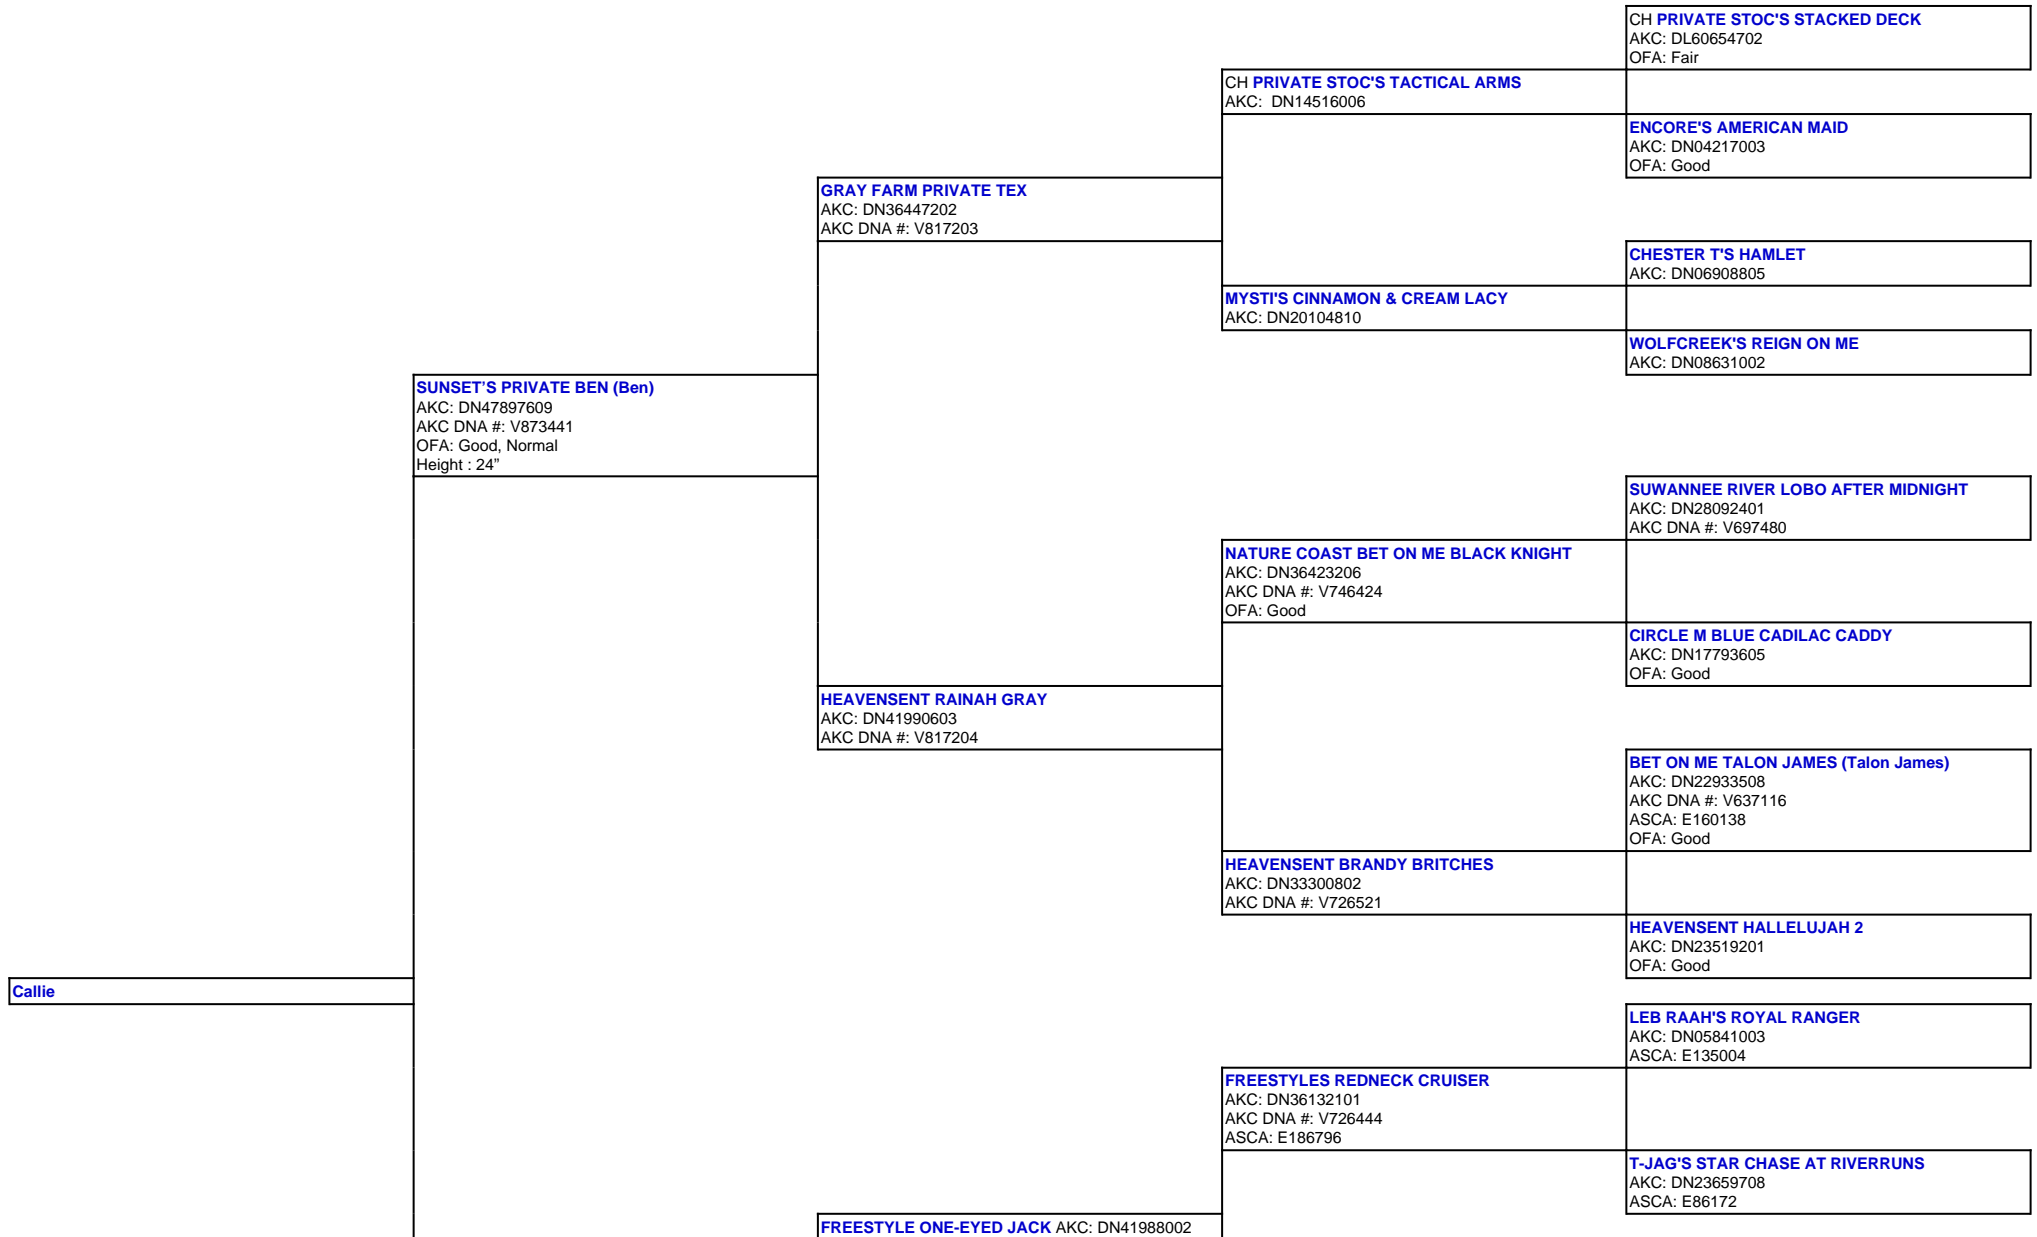 CH PRIVATE STOC'S STACKED DECK
AKC: DL60654702
OFA: Fair
CH PRIVATE STOC'S TACTICAL ARMS
AKC: DN14516006
ENCORE'S AMERICAN MAID
AKC: DN04217003
OFA: Good
GRAY FARM PRIVATE TEX
AKC: DN36447202
AKC DNA #: V817203
CHESTER T'S HAMLET
AKC: DN06908805
MYSTI'S CINNAMON & CREAM LACY
AKC: DN20104810
WOLFCREEK'S REIGN ON ME
AKC: DN08631002
SUNSET’S PRIVATE BEN (Ben)
AKC: DN47897609
AKC DNA #: V873441
OFA: Good, Normal
Height : 24”
SUWANNEE RIVER LOBO AFTER MIDNIGHT
AKC: DN28092401
AKC DNA #: V697480
NATURE COAST BET ON ME BLACK KNIGHT
AKC: DN36423206
AKC DNA #: V746424
OFA: Good
CIRCLE M BLUE CADILAC CADDY
AKC: DN17793605
OFA: Good
HEAVENSENT RAINAH GRAY
AKC: DN41990603
AKC DNA #: V817204
BET ON ME TALON JAMES (Talon James)
AKC: DN22933508
AKC DNA #: V637116
ASCA: E160138
OFA: Good
HEAVENSENT BRANDY BRITCHES
AKC: DN33300802
AKC DNA #: V726521
HEAVENSENT HALLELUJAH 2
AKC: DN23519201
OFA: Good
Callie
LEB RAAH'S ROYAL RANGER
AKC: DN05841003
ASCA: E135004
FREESTYLES REDNECK CRUISER
AKC: DN36132101
AKC DNA #: V726444
ASCA: E186796
T-JAG'S STAR CHASE AT RIVERRUNS
AKC: DN23659708
ASCA: E86172
FREESTYLE ONE-EYED JACK AKC: DN41988002